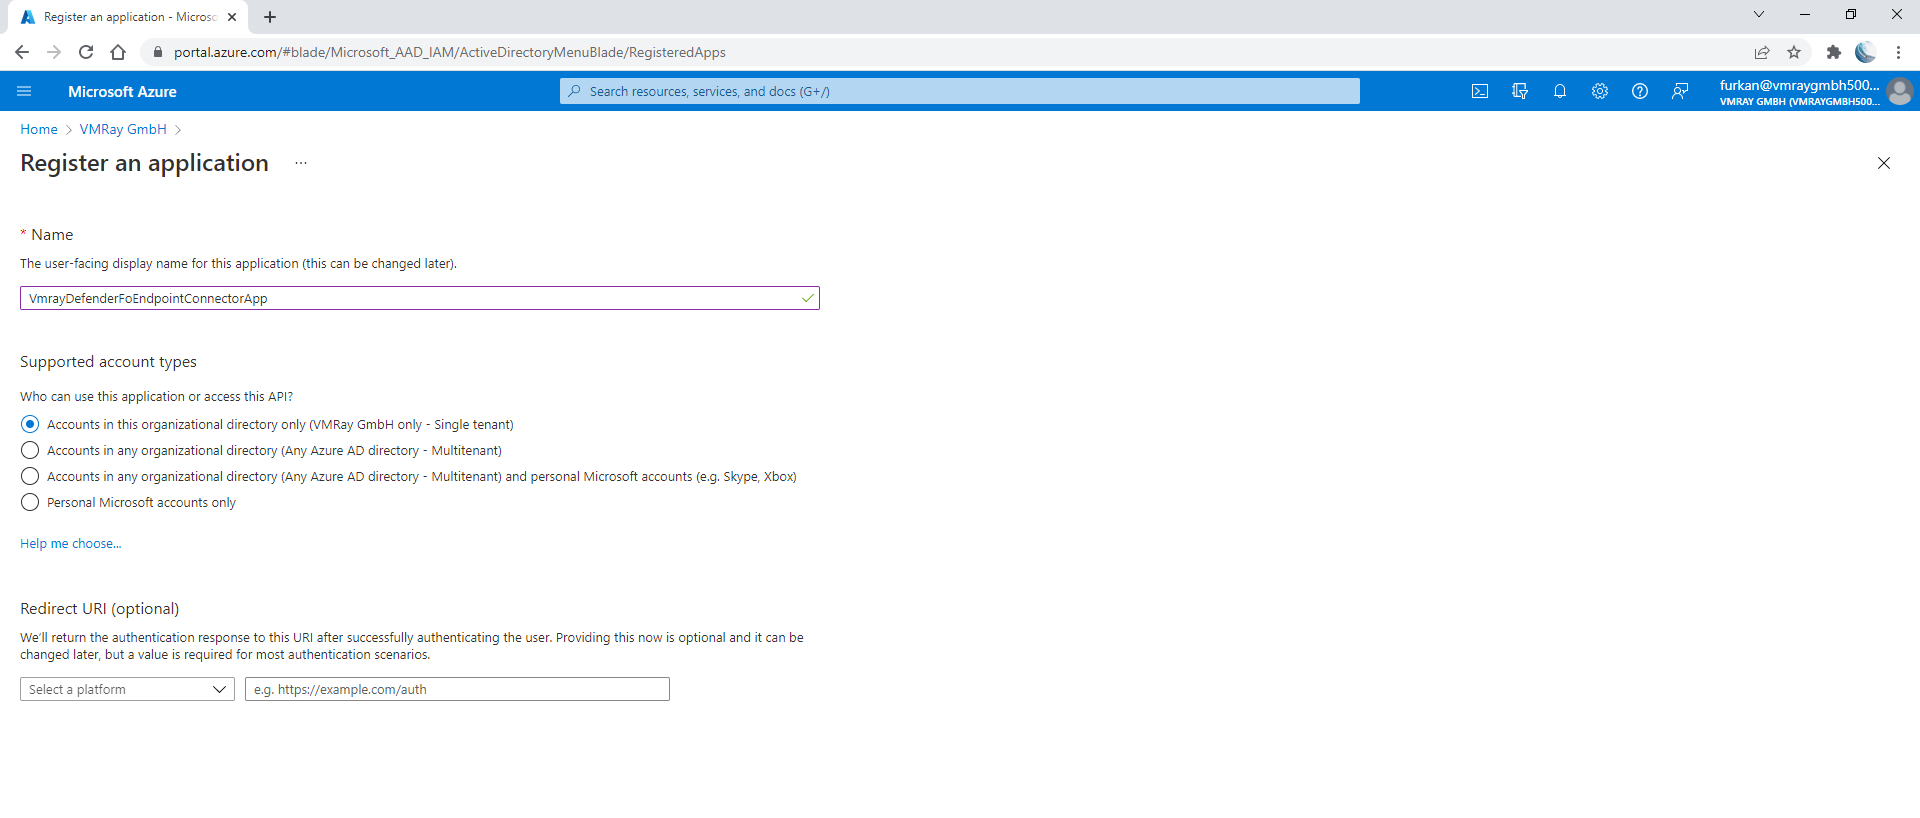 Register an application - Microso
portal.azure.com/#blade/Microsoft_AAD_IAM/ActiveDirectoryMenuBlade/RegisteredApps
Microsoft Azure
Search resources, services, and docs (G+/)
furkan@vmraygmbh500...
VMRAY GMBH (VMRAYGMBH500...
Home > VMRay GmbH >
Register an application ...
* Name
The user-facing display name for this application (this can be changed later).
VmrayDefenderFoEndpointConnectorApp
Supported account types
Who can use this application or access this API?
Accounts in this organizational directory only (VMRay GmbH only - Single tenant)
Accounts in any organizational directory (Any Azure AD directory - Multitenant)
Accounts in any organizational directory (Any Azure AD directory - Multitenant) and personal Microsoft accounts (e.g. Skype, Xbox)
Personal Microsoft accounts only
Help me choose...
Redirect URI (optional)
We'll return the authentication response to this URI after successfully authenticating the user. Providing this now is optional and it can be
changed later, but a value is required for most authentication scenarios.
Select a platform
e.g. https://example.com/auth